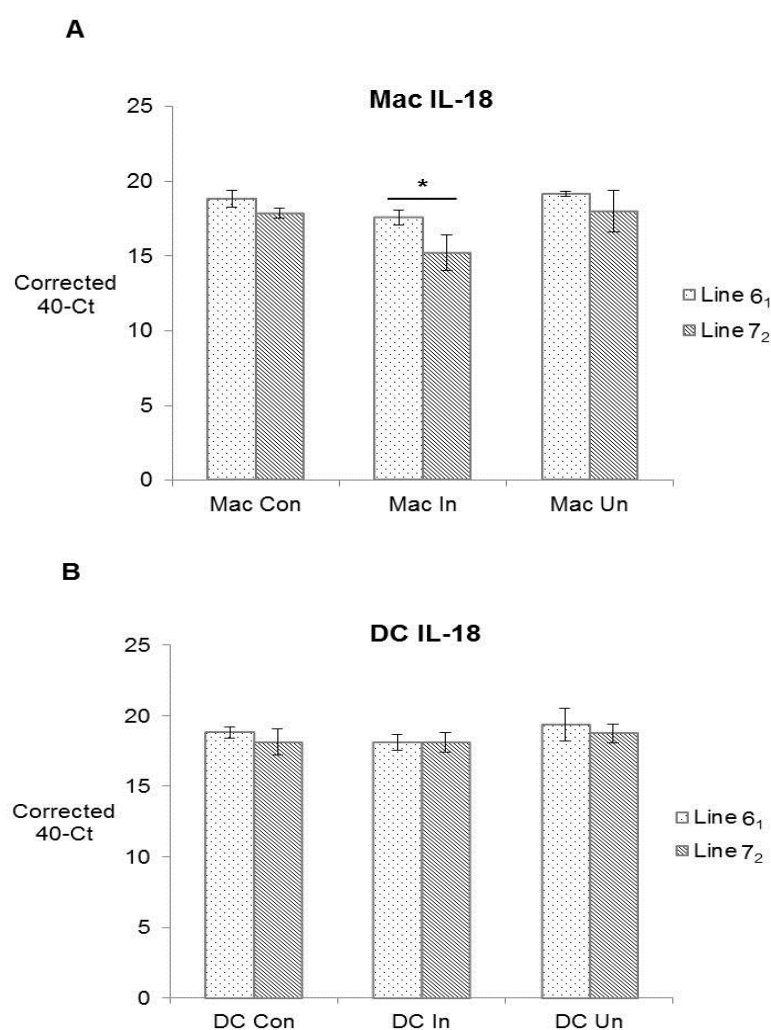 A
Mac IL-18
25
20
15
10
5
0
Corrected
40-Ct
*
Line 6₁
Line 7₂
Mac Con Mac In Mac Un
B
DC IL-18
25
20
15
10
5
0
Corrected
40-Ct
Line 6₁
Line 7₂
DC Con DC In DC Un